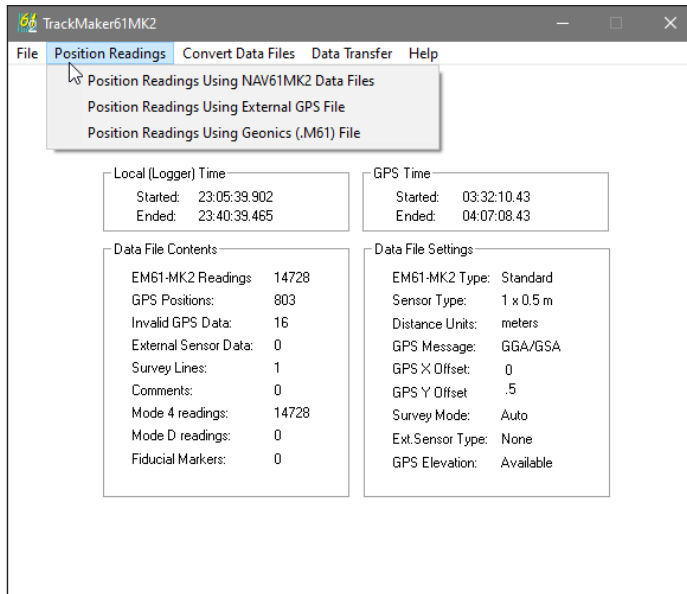 TrackMaker61MK2
File Position Readings Convert Data Files Data Transfer Help
Position Readings Using NAV61MK2 Data Files
Position Readings Using External GPS File
Position Readings Using Geonics (.M61) File
Local (Logger) Time
Started: 23:05:39.902
Ended: 23:40:39.465
GPS Time
Started: 03:32:10.43
Ended: 04:07:08.43
Data File Contents
EM61-MK2 Readings 14728
GPS Positions: 803
Invalid GPS Data: 16
External Sensor Data: 0
Survey Lines: 1
Comments: 0
Mode 4 readings: 14728
Mode D readings: 0
Fiducial Markers: 0
Data File Settings
EM61-MK2 Type: Standard
Sensor Type: 1 x 0.5 m
Distance Units: meters
GPS Message: GGA/GSA
GPS X Offset: 0
GPS Y Offset .5
Survey Mode: Auto
Ext.Sensor Type: None
GPS Elevation: Available